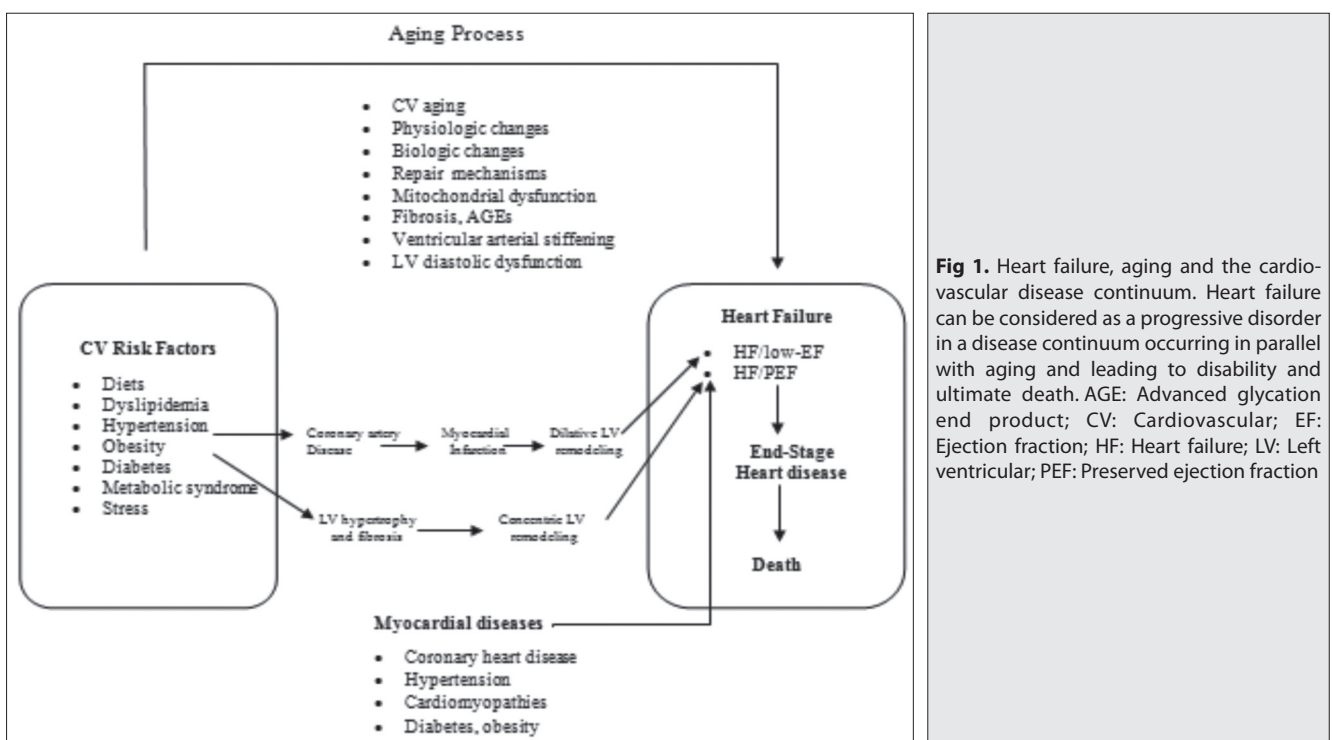 Aging Process
• CV aging
• Physiologic changes
• Biologic changes
• Repair mechanisms
• Mitochondrial dysfunction
• Fibrosis, AGEs
• Ventricular arterial stiffening
• LV diastolic dysfunction
CV Risk Factors
• Diets
• Dyslipidemia
• Hypertension
• Obesity
• Diabetes
• Metabolic syndrome
• Stress
Coronary artery
Disease
Myocardial
Infarction
Dilative LV
remodeling
LV hypertrophy
and fibrosis
Concentric LV
remodeling
Heart Failure
• HF/low-EF
• HF/PEF
End-Stage
Heart disease
Death
Myocardial diseases
• Coronary heart disease
• Hypertension
• Cardiomyopathies
• Diabetes, obesity
Fig 1. Heart failure, aging and the cardio-
vascular disease continuum. Heart failure
can be considered as a progressive disorder
in a disease continuum occurring in parallel
with aging and leading to disability and
ultimate death. AGE: Advanced glycation
end product; CV: Cardiovascular; EF:
Ejection fraction; HF: Heart failure; LV: Left
ventricular; PEF: Preserved ejection fraction